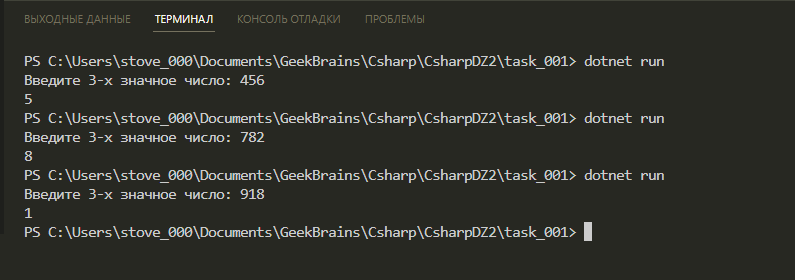 ВЫХОДНЫЕ ДАННЫЕ ТЕРМИНАЛ КОНСОЛЬ ОТЛАДКИ ПРОБЛЕМЫ
PS C:\Users\stove_000\Documents\GeekBrains\Csharp\CsharpDZ2\task_001> dotnet run
Введите 3-х значное число: 456
5
PS C:\Users\stove_000\Documents\GeekBrains\Csharp\CsharpDZ2\task_001> dotnet run
Введите 3-х значное число: 782
8
PS C:\Users\stove_000\Documents\GeekBrains\Csharp\CsharpDZ2\task_001> dotnet run
Введите 3-х значное число: 918
1
PS C:\Users\stove_000\Documents\GeekBrains\Csharp\CsharpDZ2\task_001>